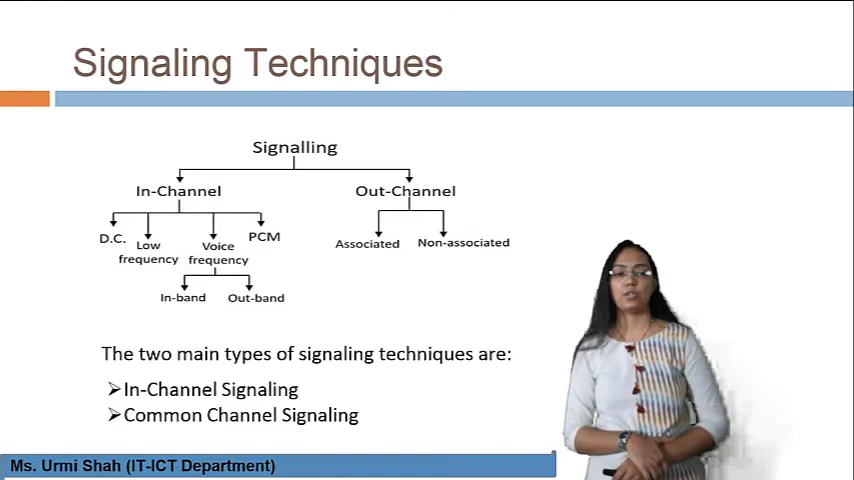 Signaling Techniques
Signalling
In-Channel
Out-Channel
D.C.
Low
frequency
Voice
frequency
PCM
Associated
Non-associated
In-band
Out-band
The two main types of signaling techniques are:
➢In-Channel Signaling
➢Common Channel Signaling
Ms. Urmi Shah (IT-ICT Department)